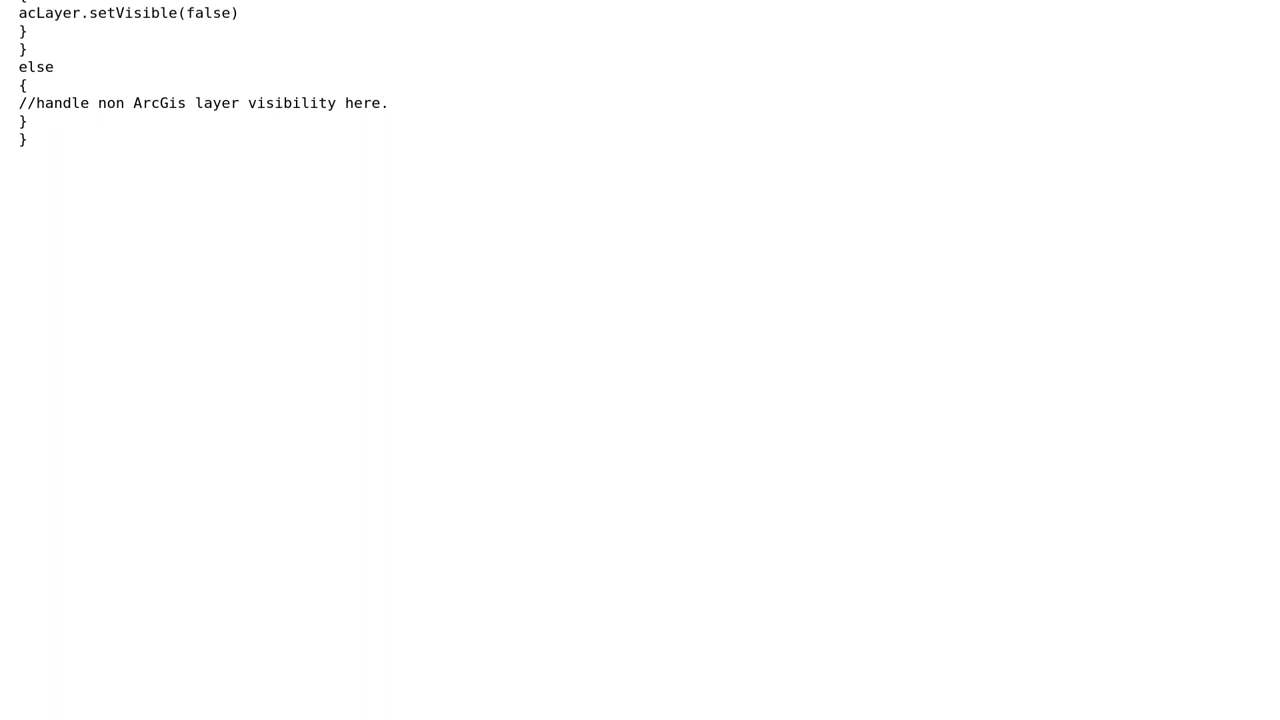 {
acLayer.setVisible(false)
}
}
else
{
//handle non ArcGis layer visibility here.
}
}